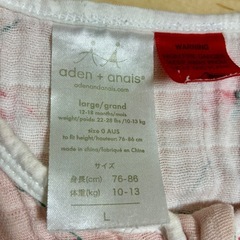 aden + anais®
adenandanais.com
large/grand
12-18 months/mois
weight/poids: 22-28 lbs/10-13 kg
size 0 AUS
to fit height/hauteur: 76-86 cm
made in china/fabriqué en Chine
サイズ
身長(cm) 76-86
体重(kg) 10-13
L
WARNING